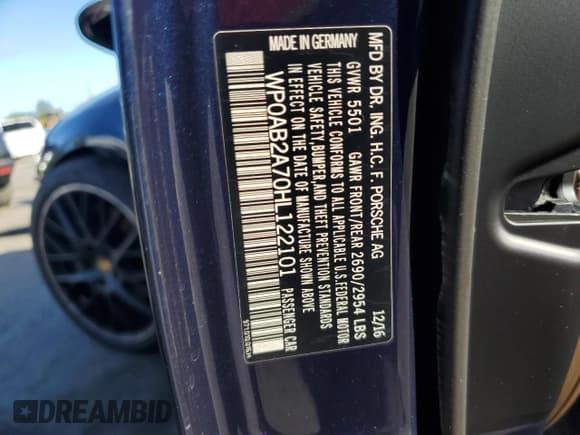 MFD BY DR. ING. H.C. F. PORSCHE AG
GVWR 5501 GAWR FRONT/REAR 2690/2954 LBS 12/16
THIS VEHICLE CONFORMS TO ALL APPLICABLE U.S. FEDERAL MOTOR
VEHICLE SAFETY,BUMPER,AND THEFT PREVENTION STANDARDS
IN EFFECT ON THE DATE OF MANUFACTURE SHOWN ABOVE
WP0AB2A70HL122101 PASSENGER CAR
MADE IN GERMANY
DREAMBID